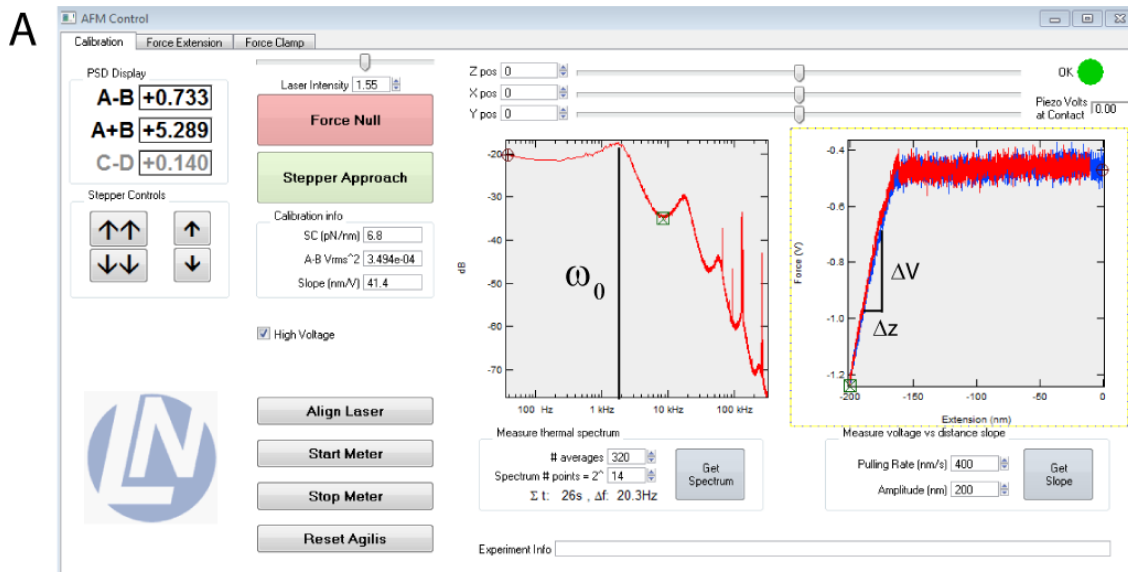 A
AFM Control
Calibration Force Extension Force Clamp
PSD Display
A-B +0.733
A+B +5.289
C-D +0.140
Stepper Controls
Laser Intensity 1.55
Force Null
Stepper Approach
Calibration info
SC (pN/nm) 6.8
A-B Vrms^2 3.494e-04
Slope (nm/V) 41.4
High Voltage
LN
Align Laser
Start Meter
Stop Meter
Reset Agilis
Z pos 0
X pos 0
Y pos 0
OK
Piezo Volts
at Contact 0.00
-20
-30
-40
-50
-60
-70
dB
ω0
100 Hz 1 kHz 10 kHz 100 kHz
-0.4
-0.6
-0.8
-1.0
-1.2
Force (V)
ΔV
Δz
-200 -150 -100 -50 0
Extension (nm)
Measure thermal spectrum
# averages 320
Spectrum # points = 2^ 14
Σ t: 26s , Δf: 20.3Hz
Get
Spectrum
Measure voltage vs distance slope
Pulling Rate (nm/s) 400
Amplitude (nm) 200
Get
Slope
Experiment Info